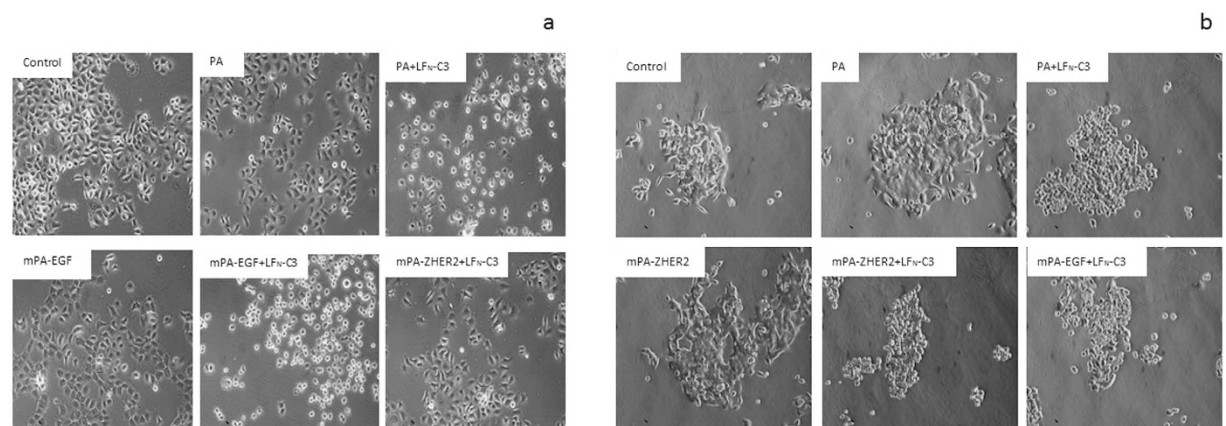 a
Control
PA
PA+LFN-C3
mPA-EGF
mPA-EGF+LFN-C3
mPA-ZHER2+LFN-C3
b
Control
PA
PA+LFN-C3
mPA-ZHER2
mPA-ZHER2+LFN-C3
mPA-EGF+LFN-C3